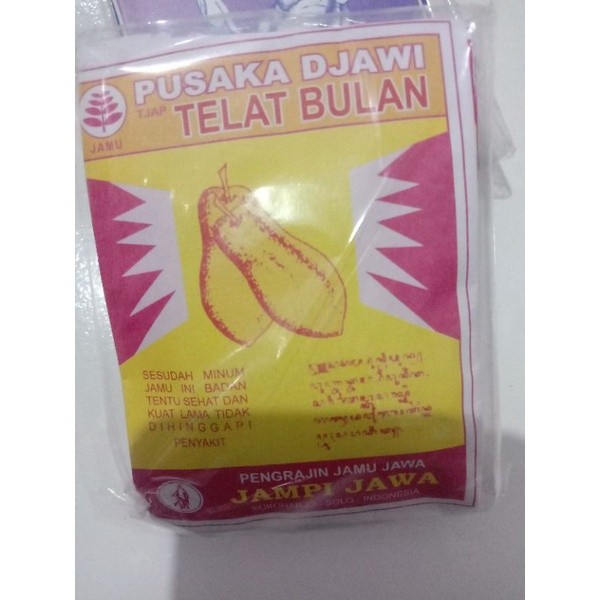 PUSAKA DJAWI
TJAP TELAT BULAN
JAMU
SESUDAH MINUM
JAMU INI BADAN
TENTU SEHAT DAN
KUAT LAMA TIDAK
DIHINGGAPI
PENYAKIT
PENGRAJIN JAMU JAWA
JAMPI JAWA
SUKOHARJO - SOLO - INDONESIA